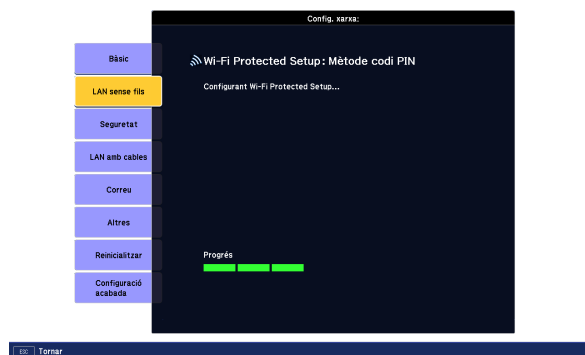 Config. xarxa:
Bàsic
LAN sense fils
Seguretat
LAN amb cables
Correu
Altres
Reinicialitzar
Configuració
acabada
Wi-Fi Protected Setup: Mètode codi PIN
Configurant Wi-Fi Protected Setup...
Progrés
ESC Tornar